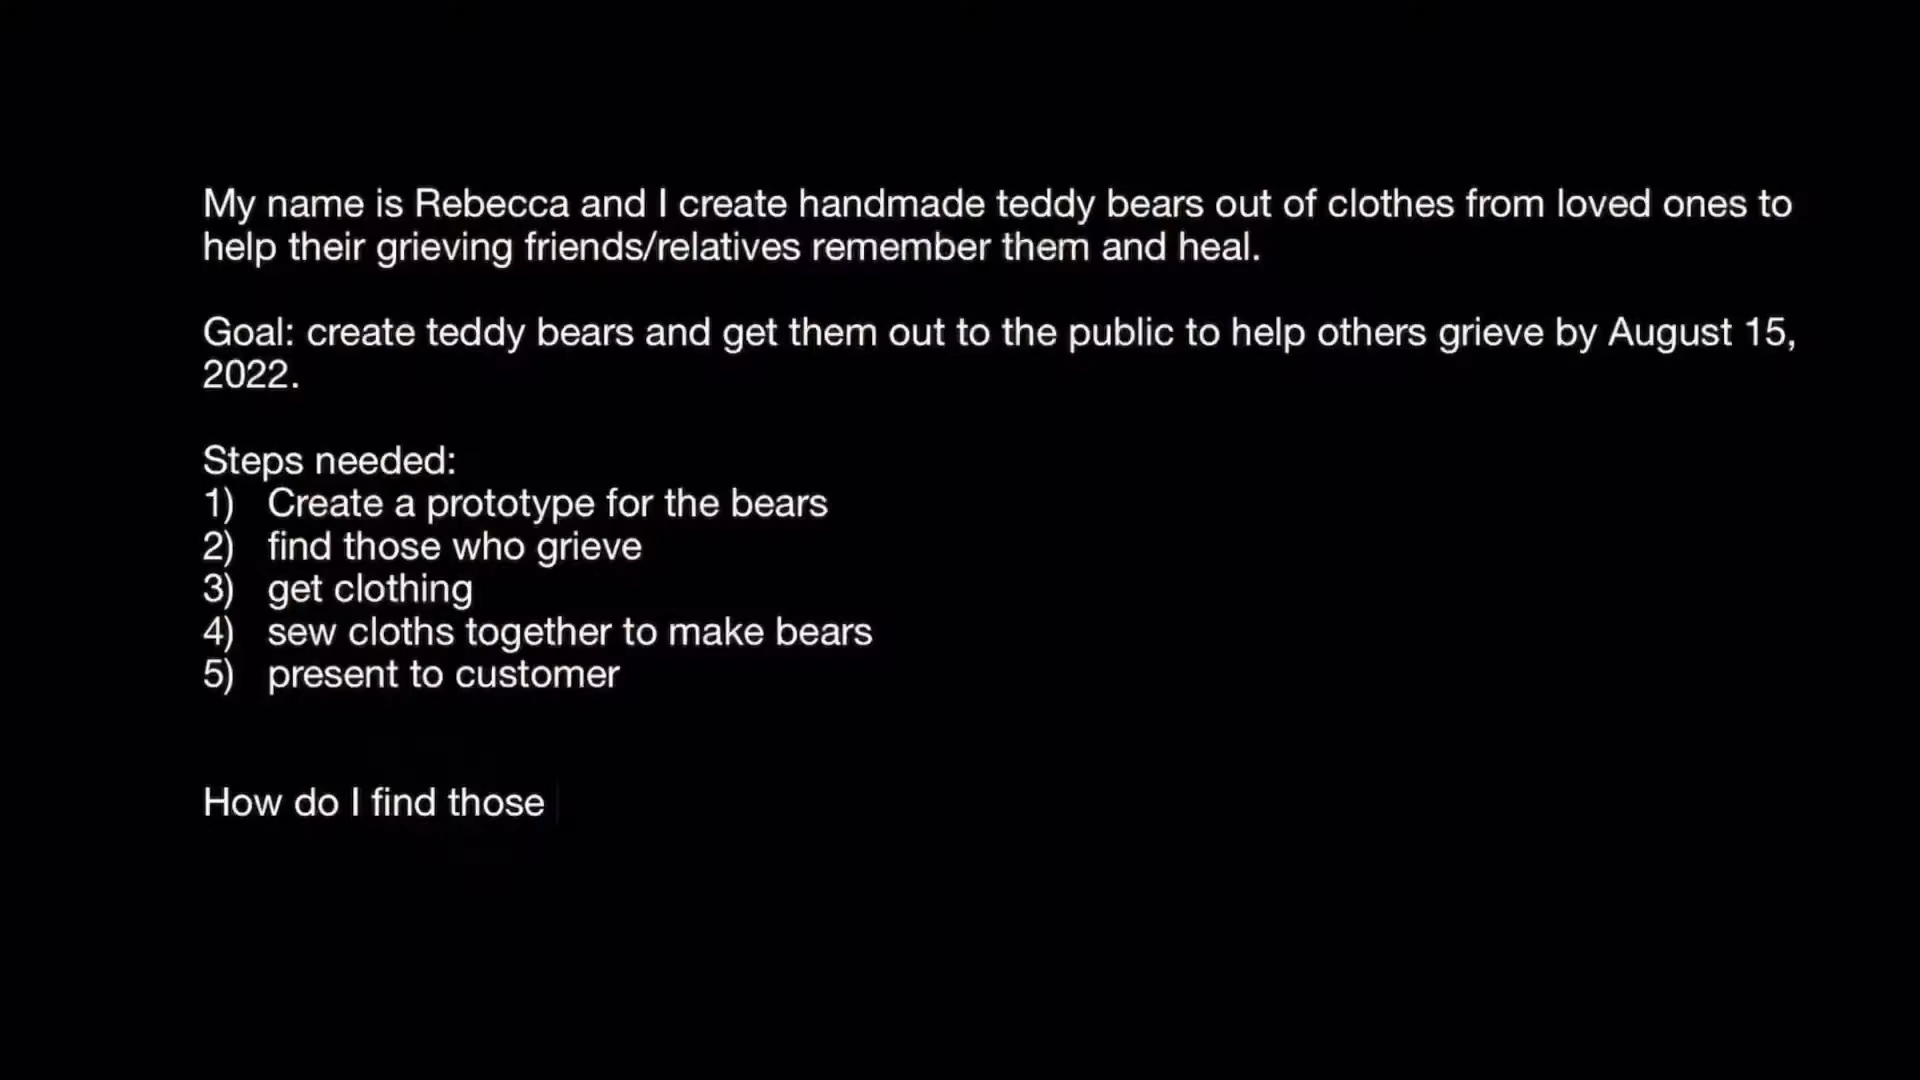 My name is Rebecca and I create handmade teddy bears out of clothes from loved ones to
help their grieving friends/relatives remember them and heal.
Goal: create teddy bears and get them out to the public to help others grieve by August 15,
2022.
Steps needed:
1) Create a prototype for the bears
2) find those who grieve
3) get clothing
4) sew cloths together to make bears
5) present to customer
How do I find those